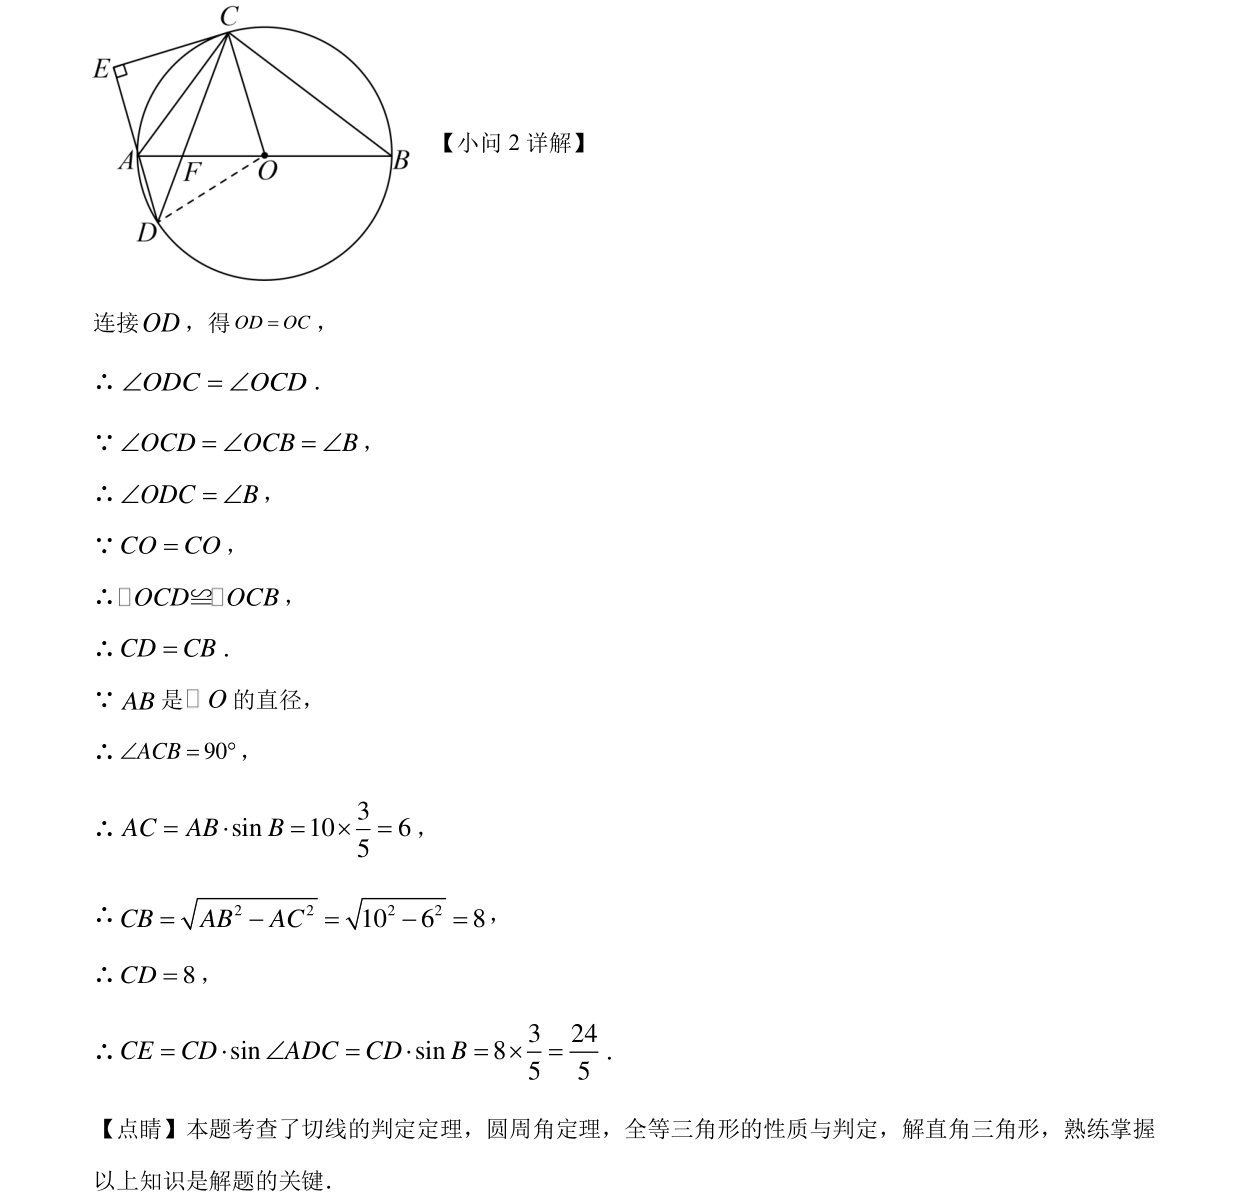 C
E
A
F
O
B
D
【小问 2 详解】
连接OD，得OD=OC，
∴ ∠ODC=∠OCD．
∵ ∠OCD=∠OCB=∠B，
∴ ∠ODC=∠B，
∵ CO=CO，
∴ □OCD≌□OCB，
∴ CD=CB．
∵ AB是□ O的直径，
∴ ∠ACB=90°，
∴ AC=AB·sin B=10×3/5=6，
∴ CB=√(AB²−AC²)=√(10²−6²)=8，
∴ CD=8，
∴ CE=CD·sin∠ADC=CD·sin B=8×3/5=24/5．
【点睛】本题考查了切线的判定定理，圆周角定理，全等三角形的性质与判定，解直角三角形，熟练掌握
以上知识是解题的关键．